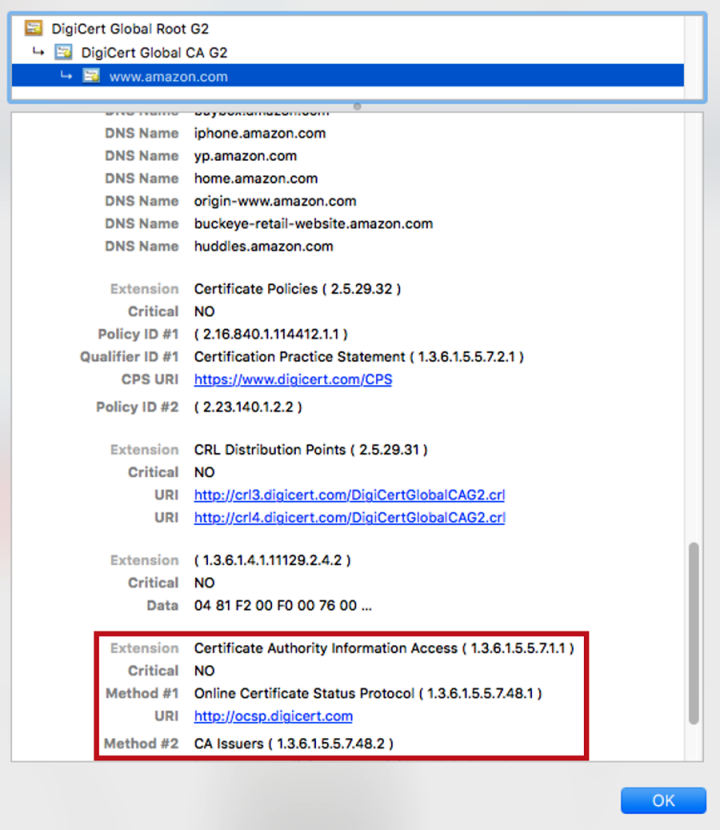 DigiCert Global Root G2
DigiCert Global CA G2
www.amazon.com
DNS Name buybox.amazon.com
DNS Name iphone.amazon.com
DNS Name yp.amazon.com
DNS Name home.amazon.com
DNS Name origin-www.amazon.com
DNS Name buckeye-retail-website.amazon.com
DNS Name huddles.amazon.com
Extension Certificate Policies ( 2.5.29.32 )
Critical NO
Policy ID #1 ( 2.16.840.1.114412.1.1 )
Qualifier ID #1 Certification Practice Statement ( 1.3.6.1.5.5.7.2.1 )
CPS URI https://www.digicert.com/CPS
Policy ID #2 ( 2.23.140.1.2.2 )
Extension CRL Distribution Points ( 2.5.29.31 )
Critical NO
URI http://crl3.digicert.com/DigiCertGlobalCAG2.crl
URI http://crl4.digicert.com/DigiCertGlobalCAG2.crl
Extension ( 1.3.6.1.4.1.11129.2.4.2 )
Critical NO
Data 04 81 F2 00 F0 00 76 00 ...
Extension Certificate Authority Information Access ( 1.3.6.1.5.5.7.1.1 )
Critical NO
Method #1 Online Certificate Status Protocol ( 1.3.6.1.5.5.7.48.1 )
URI http://ocsp.digicert.com
Method #2 CA Issuers ( 1.3.6.1.5.5.7.48.2 )
OK